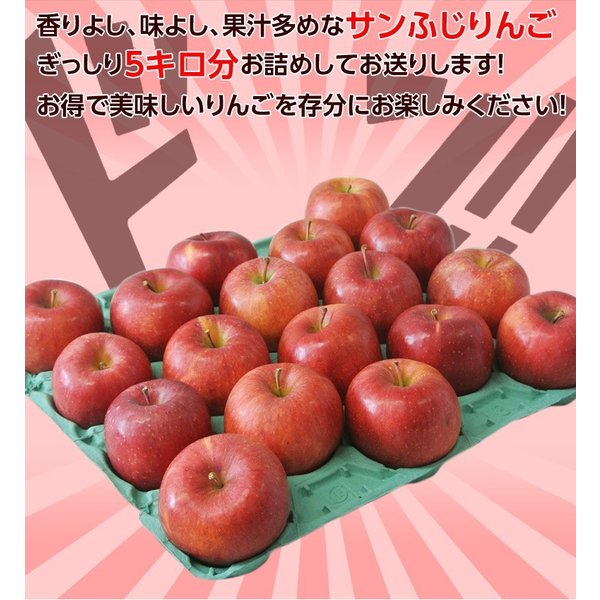 香りよし、味よし、果汁多めなサンふじりんご
ぎっしり5キロ分お詰めしてお送りします!
お得で美味しいりんごを存分にお楽しみください!
ドーン!!